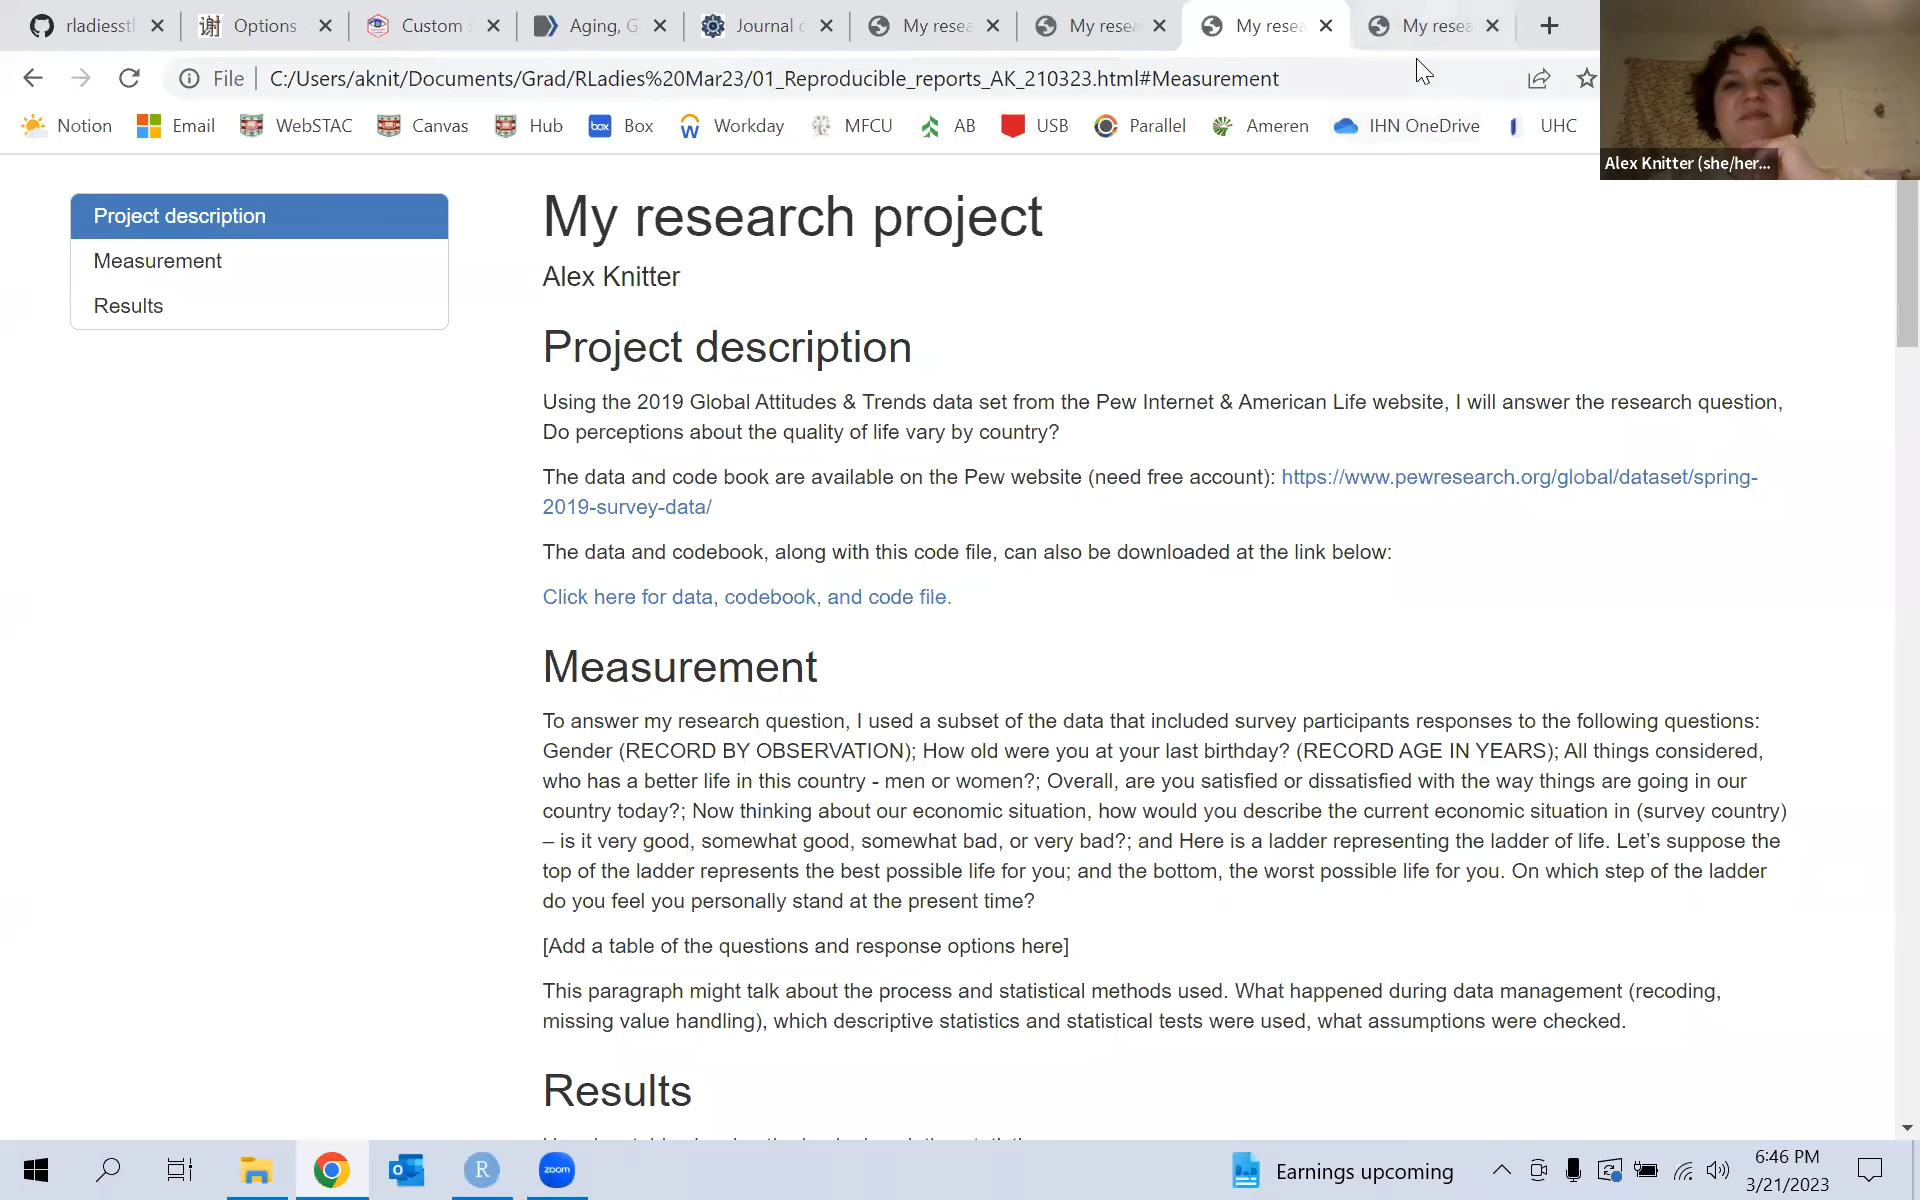 rladiesstl
谢 Options
Custom
Aging, G
Journal
My resea
My resea
My resea
My resea
File | C:/Users/aknit/Documents/Grad/RLadies%20Mar23/01_Reproducible_reports_AK_210323.html#Measurement
Notion Email WebSTAC Canvas Hub box Box Workday MFCU AB USB Parallel Ameren IHN OneDrive UHC
Alex Knitter (she/her...
Project description
Measurement
Results
My research project
Alex Knitter
Project description
Using the 2019 Global Attitudes & Trends data set from the Pew Internet & American Life website, I will answer the research question,
Do perceptions about the quality of life vary by country?
The data and code book are available on the Pew website (need free account): https://www.pewresearch.org/global/dataset/spring-
2019-survey-data/
The data and codebook, along with this code file, can also be downloaded at the link below:
Click here for data, codebook, and code file.
Measurement
To answer my research question, I used a subset of the data that included survey participants responses to the following questions:
Gender (RECORD BY OBSERVATION); How old were you at your last birthday? (RECORD AGE IN YEARS); All things considered,
who has a better life in this country - men or women?; Overall, are you satisfied or dissatisfied with the way things are going in our
country today?; Now thinking about our economic situation, how would you describe the current economic situation in (survey country)
– is it very good, somewhat good, somewhat bad, or very bad?; and Here is a ladder representing the ladder of life. Let's suppose the
top of the ladder represents the best possible life for you; and the bottom, the worst possible life for you. On which step of the ladder
do you feel you personally stand at the present time?
[Add a table of the questions and response options here]
This paragraph might talk about the process and statistical methods used. What happened during data management (recoding,
missing value handling), which descriptive statistics and statistical tests were used, what assumptions were checked.
Results
R
zoom
Earnings upcoming
6:46 PM
3/21/2023